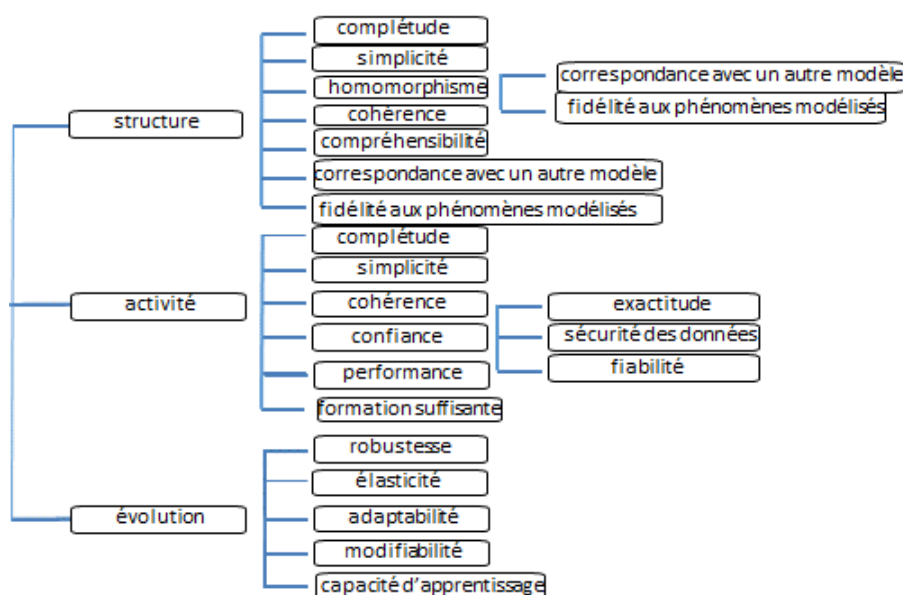 structure
complétude
simplicité
homomorphisme
correspondance avec un autre modèle
fidélité aux phénomènes modélisés
cohérence
compréhensibilité
correspondance avec un autre modèle
fidélité aux phénomènes modélisés
activité
complétude
simplicité
cohérence
confiance
exactitude
sécurité des données
fiabilité
performance
formation suffisante
évolution
robustesse
élasticité
adaptabilité
modifiabilité
capacité d'apprentissage